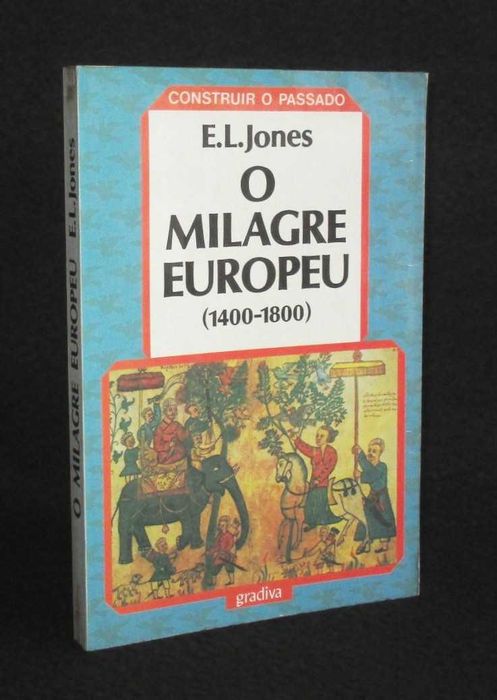 CONSTRUIR O PASSADO
E.L.Jones
O
MILAGRE
EUROPEU
(1400-1800)
gradiva
O MILAGRE EUROPEU E.L.Jones